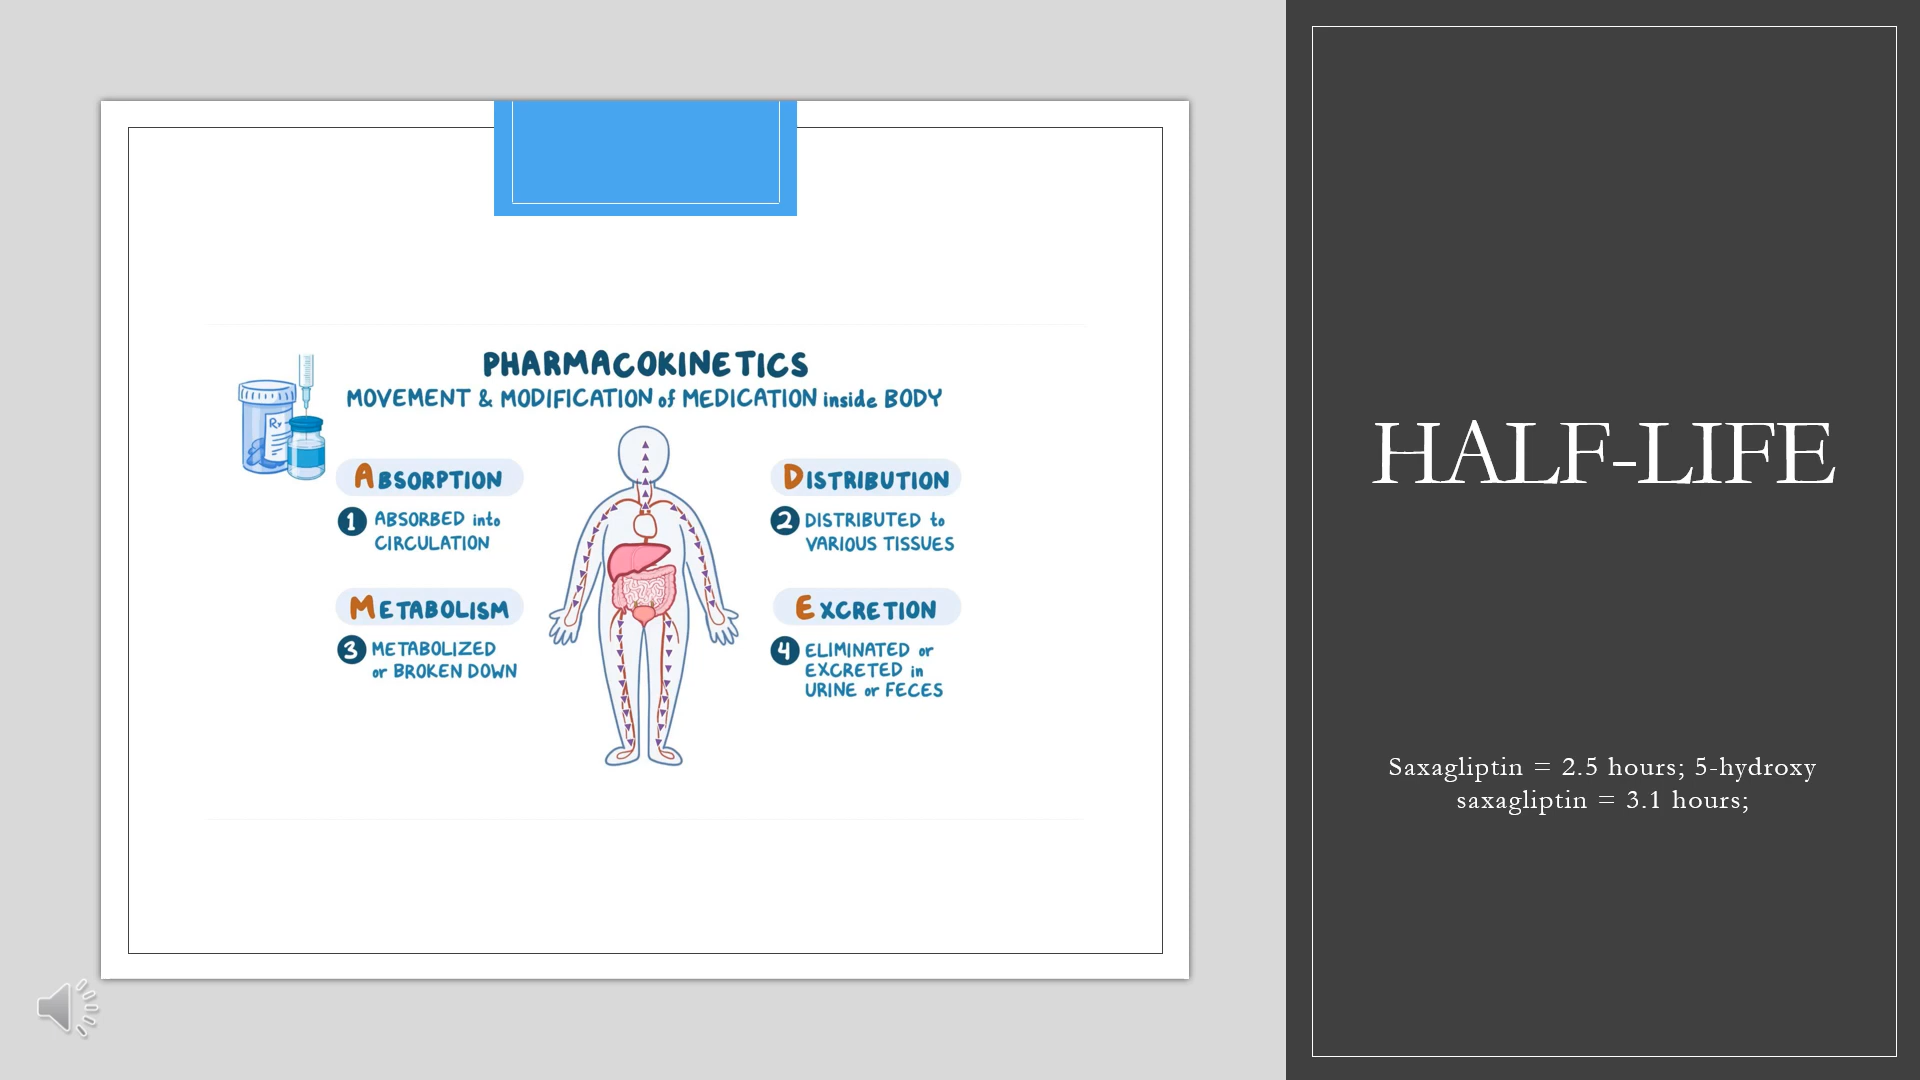 PHARMACOKINETICS
MOVEMENT & MODIFICATION of MEDICATION inside BODY
Rx
ABSORPTION
1 ABSORBED into
CIRCULATION
DISTRIBUTION
2 DISTRIBUTED to
VARIOUS TISSUES
METABOLISM
3 METABOLIZED
or BROKEN DOWN
EXCRETION
4 ELIMINATED or
EXCRETED in
URINE or FECES
HALF-LIFE
Saxagliptin = 2.5 hours; 5-hydroxy
saxagliptin = 3.1 hours;